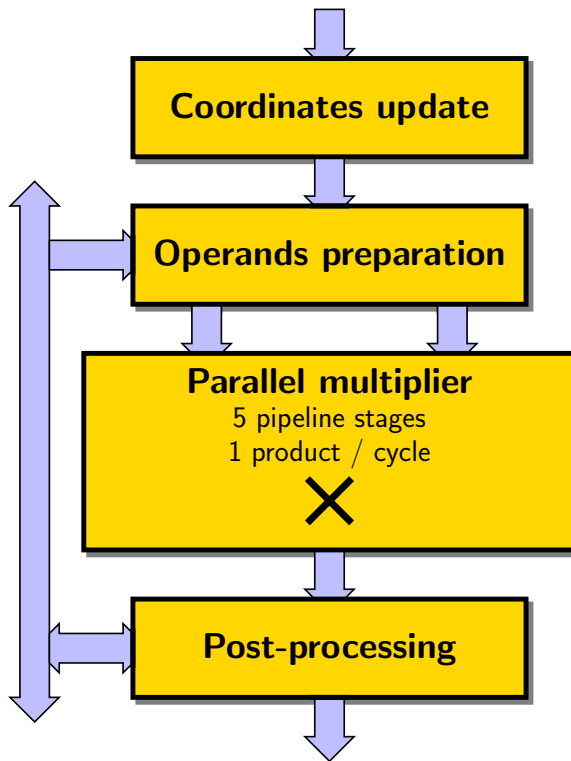 Coordinates update
Operands preparation
Parallel multiplier
5 pipeline stages
1 product / cycle
Post-processing